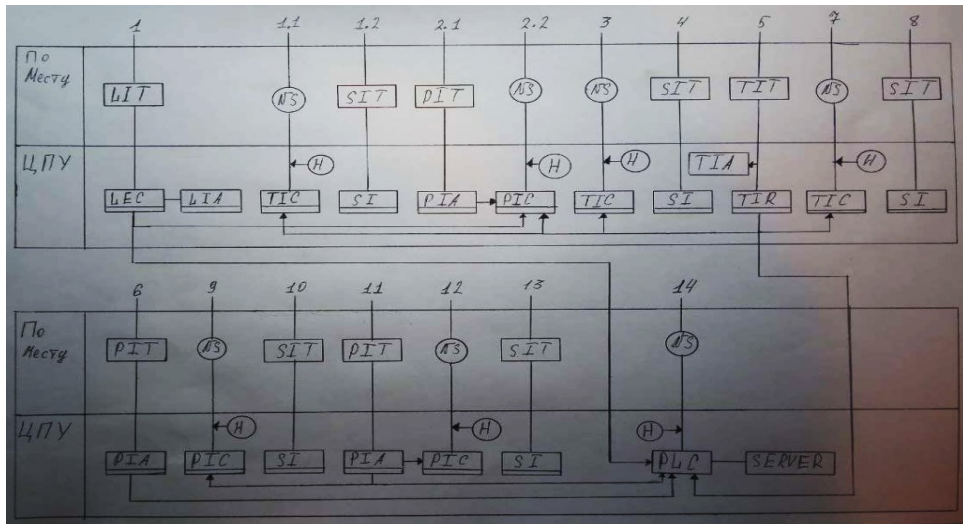 1 1.1 1.2 2.1 2.2 3 4 5 7 8
По
Месту
LIT NS SIT PIT NS NS SIT TIT NS SIT
ЦПУ
H H H TIA H
LEC LIA TIC SI PIA PIC TIC SI TIR TIC SI
6 9 10 11 12 13 14
По
Месту
PIT NS SIT PIT NS SIT NS
ЦПУ
H H H
PIA PIC SI PIA PIC SI PLC SERVER